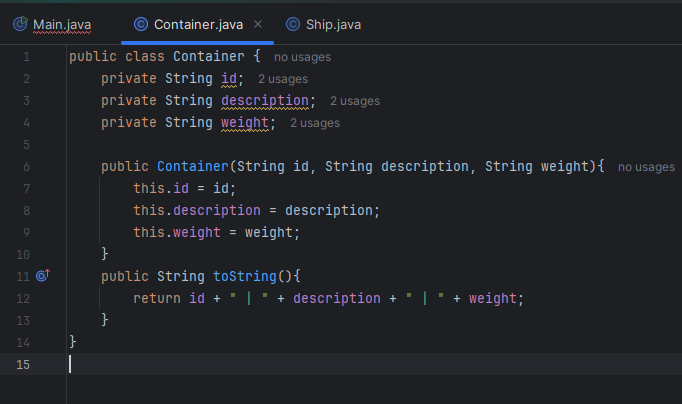 Main.java Container.java Ship.java
1 public class Container { no usages
2 private String id; 2 usages
3 private String description; 2 usages
4 private String weight; 2 usages
5
6 public Container(String id, String description, String weight){ no usages
7 this.id = id;
8 this.description = description;
9 this.weight = weight;
10 }
11 public String toString(){
12 return id + " | " + description + " | " + weight;
13 }
14 }
15